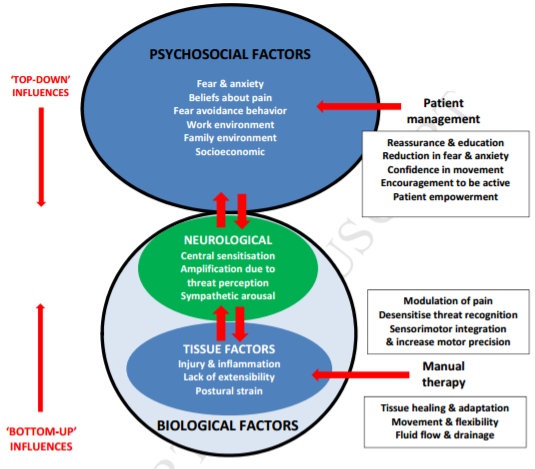 PSYCHOSOCIAL FACTORS
Fear & anxiety
Beliefs about pain
Fear avoidance behavior
Work environment
Family environment
Socioeconomic
'TOP-DOWN'
INFLUENCES
Patient
management
Reassurance & education
Reduction in fear & anxiety
Confidence in movement
Encouragement to be active
Patient empowerment
NEUROLOGICAL
Central sensitisation
Amplification due to
threat perception
Sympathetic arousal
Modulation of pain
Desensitise threat recognition
Sensorimotor integration
& increase motor precision
TISSUE FACTORS
Injury & inflammation
Lack of extensibility
Postural strain
Manual
therapy
Tissue healing & adaptation
Movement & flexibility
Fluid flow & drainage
BIOLOGICAL FACTORS
'BOTTOM-UP'
INFLUENCES